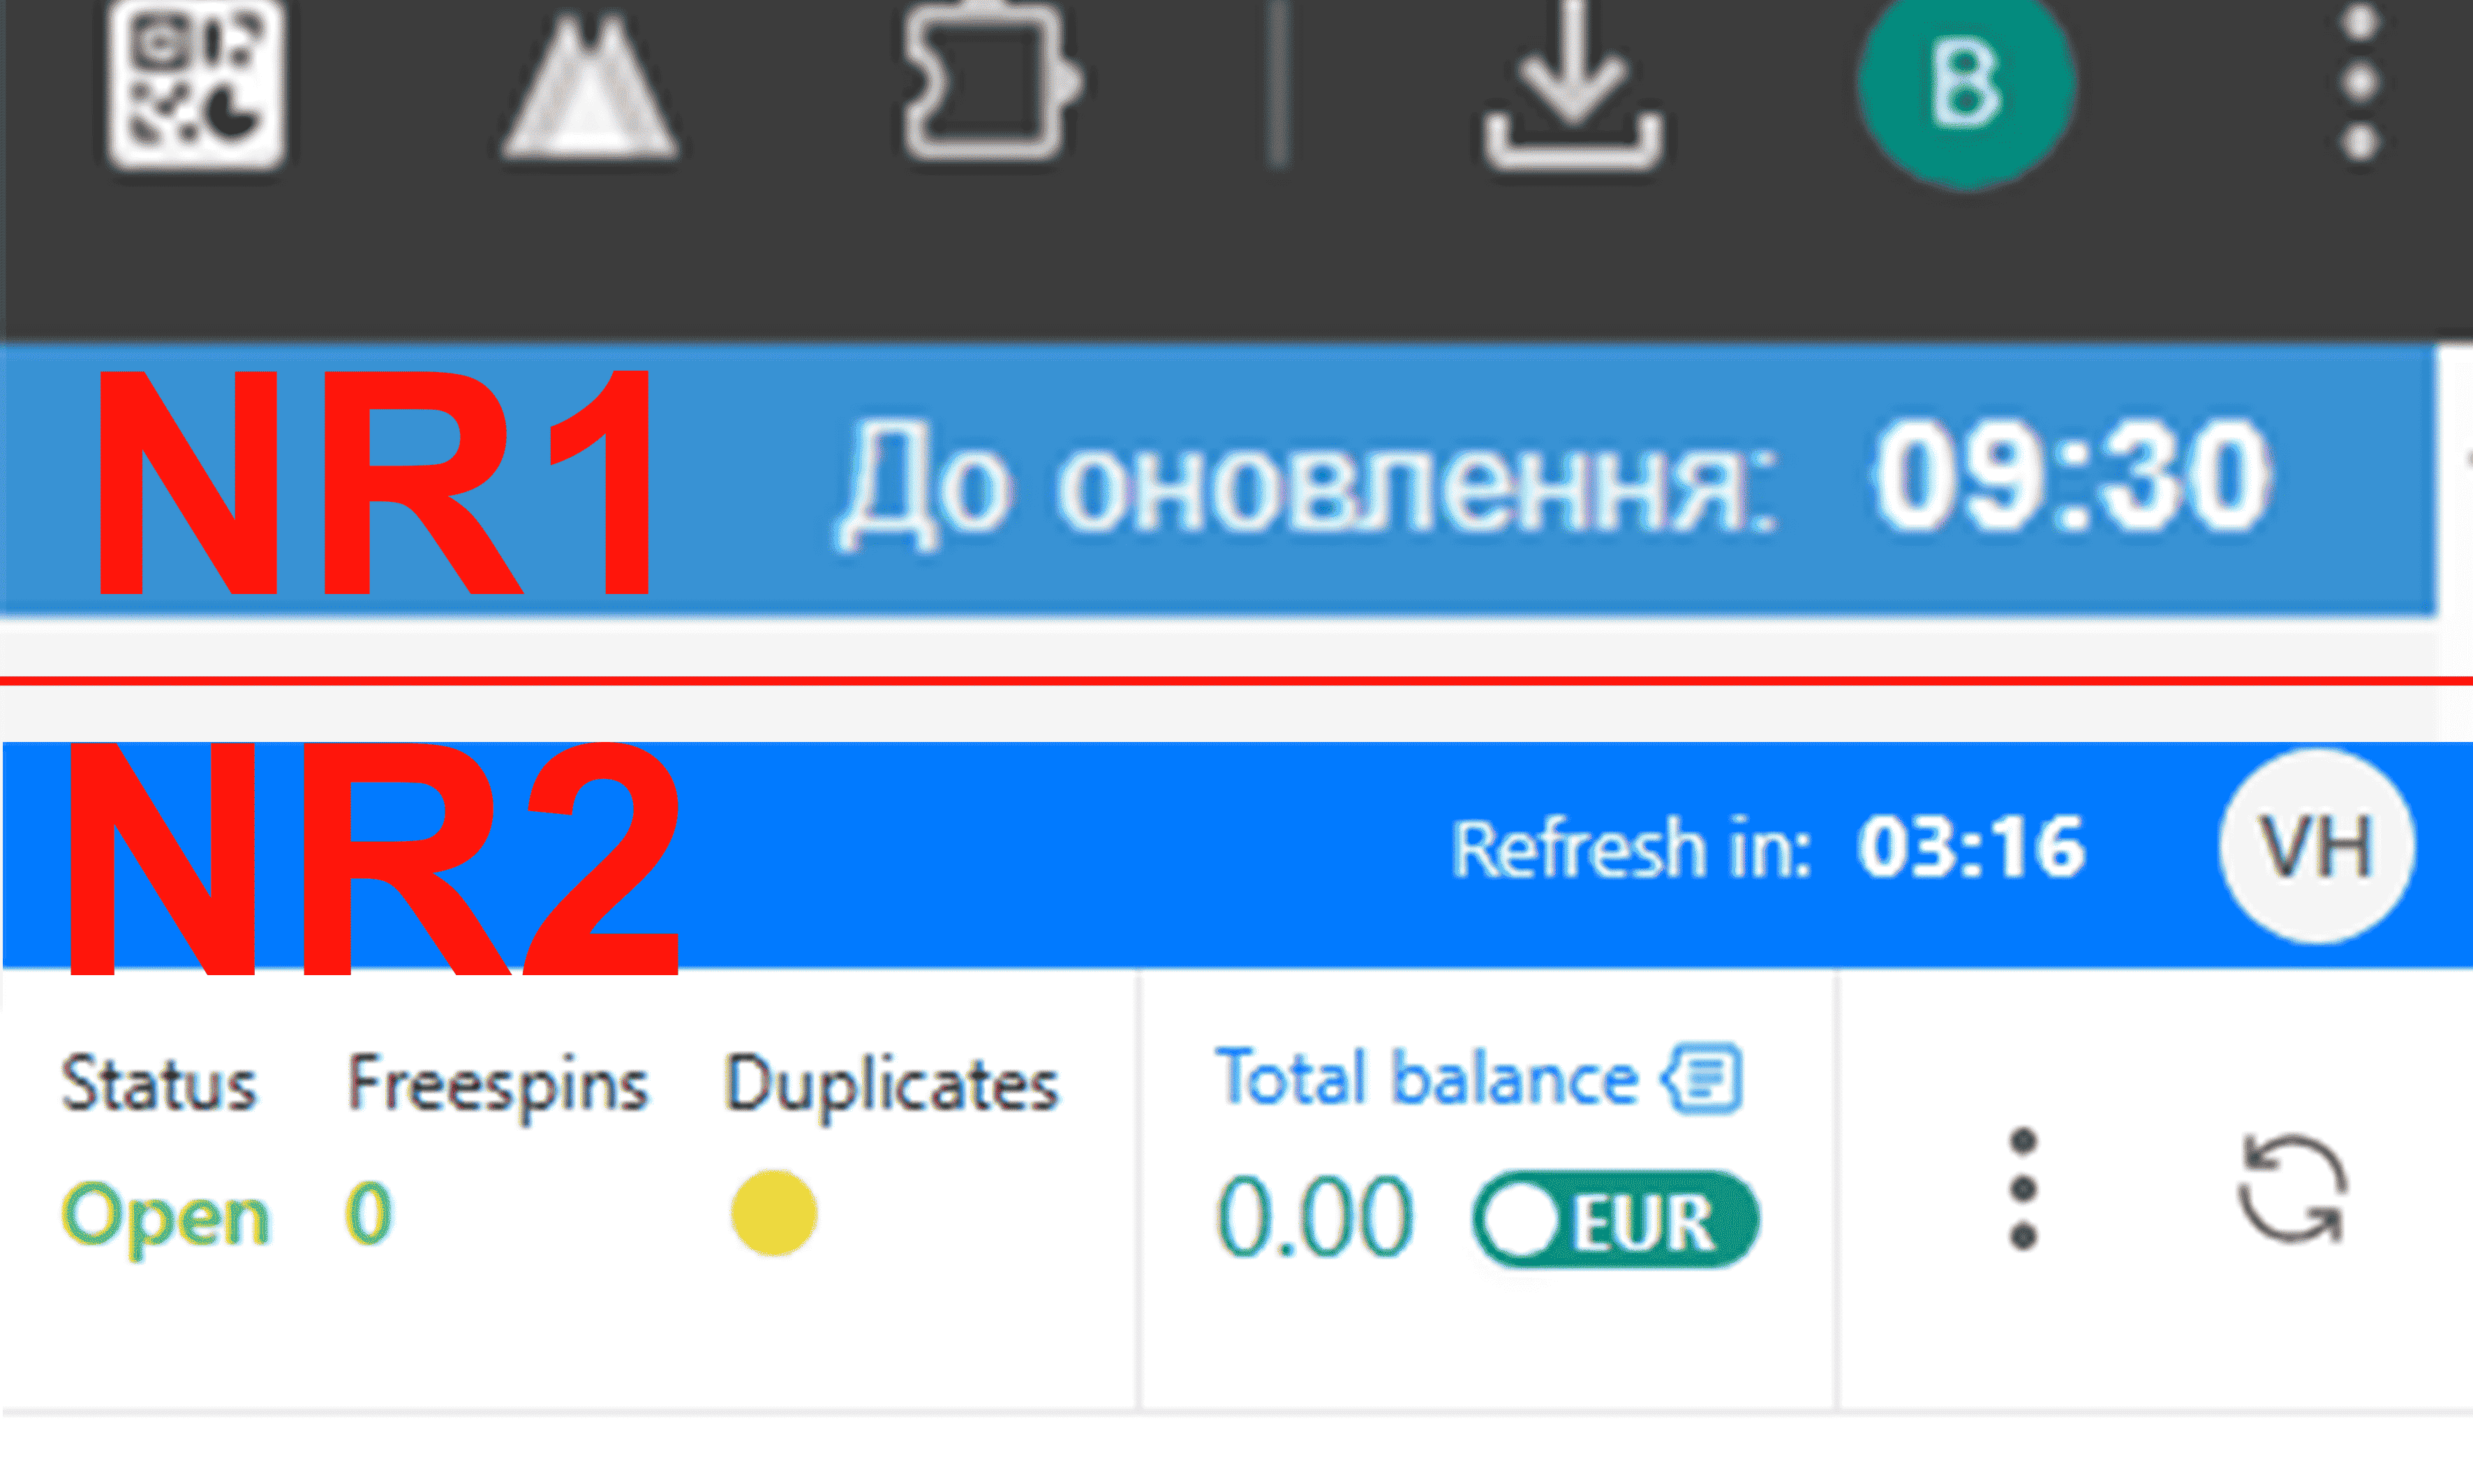 B
NR1 До оновлення: 09:30
NR2 Refresh in: 03:16 VH
Status Freespins Duplicates Total balance
Open 0 0.00 EUR